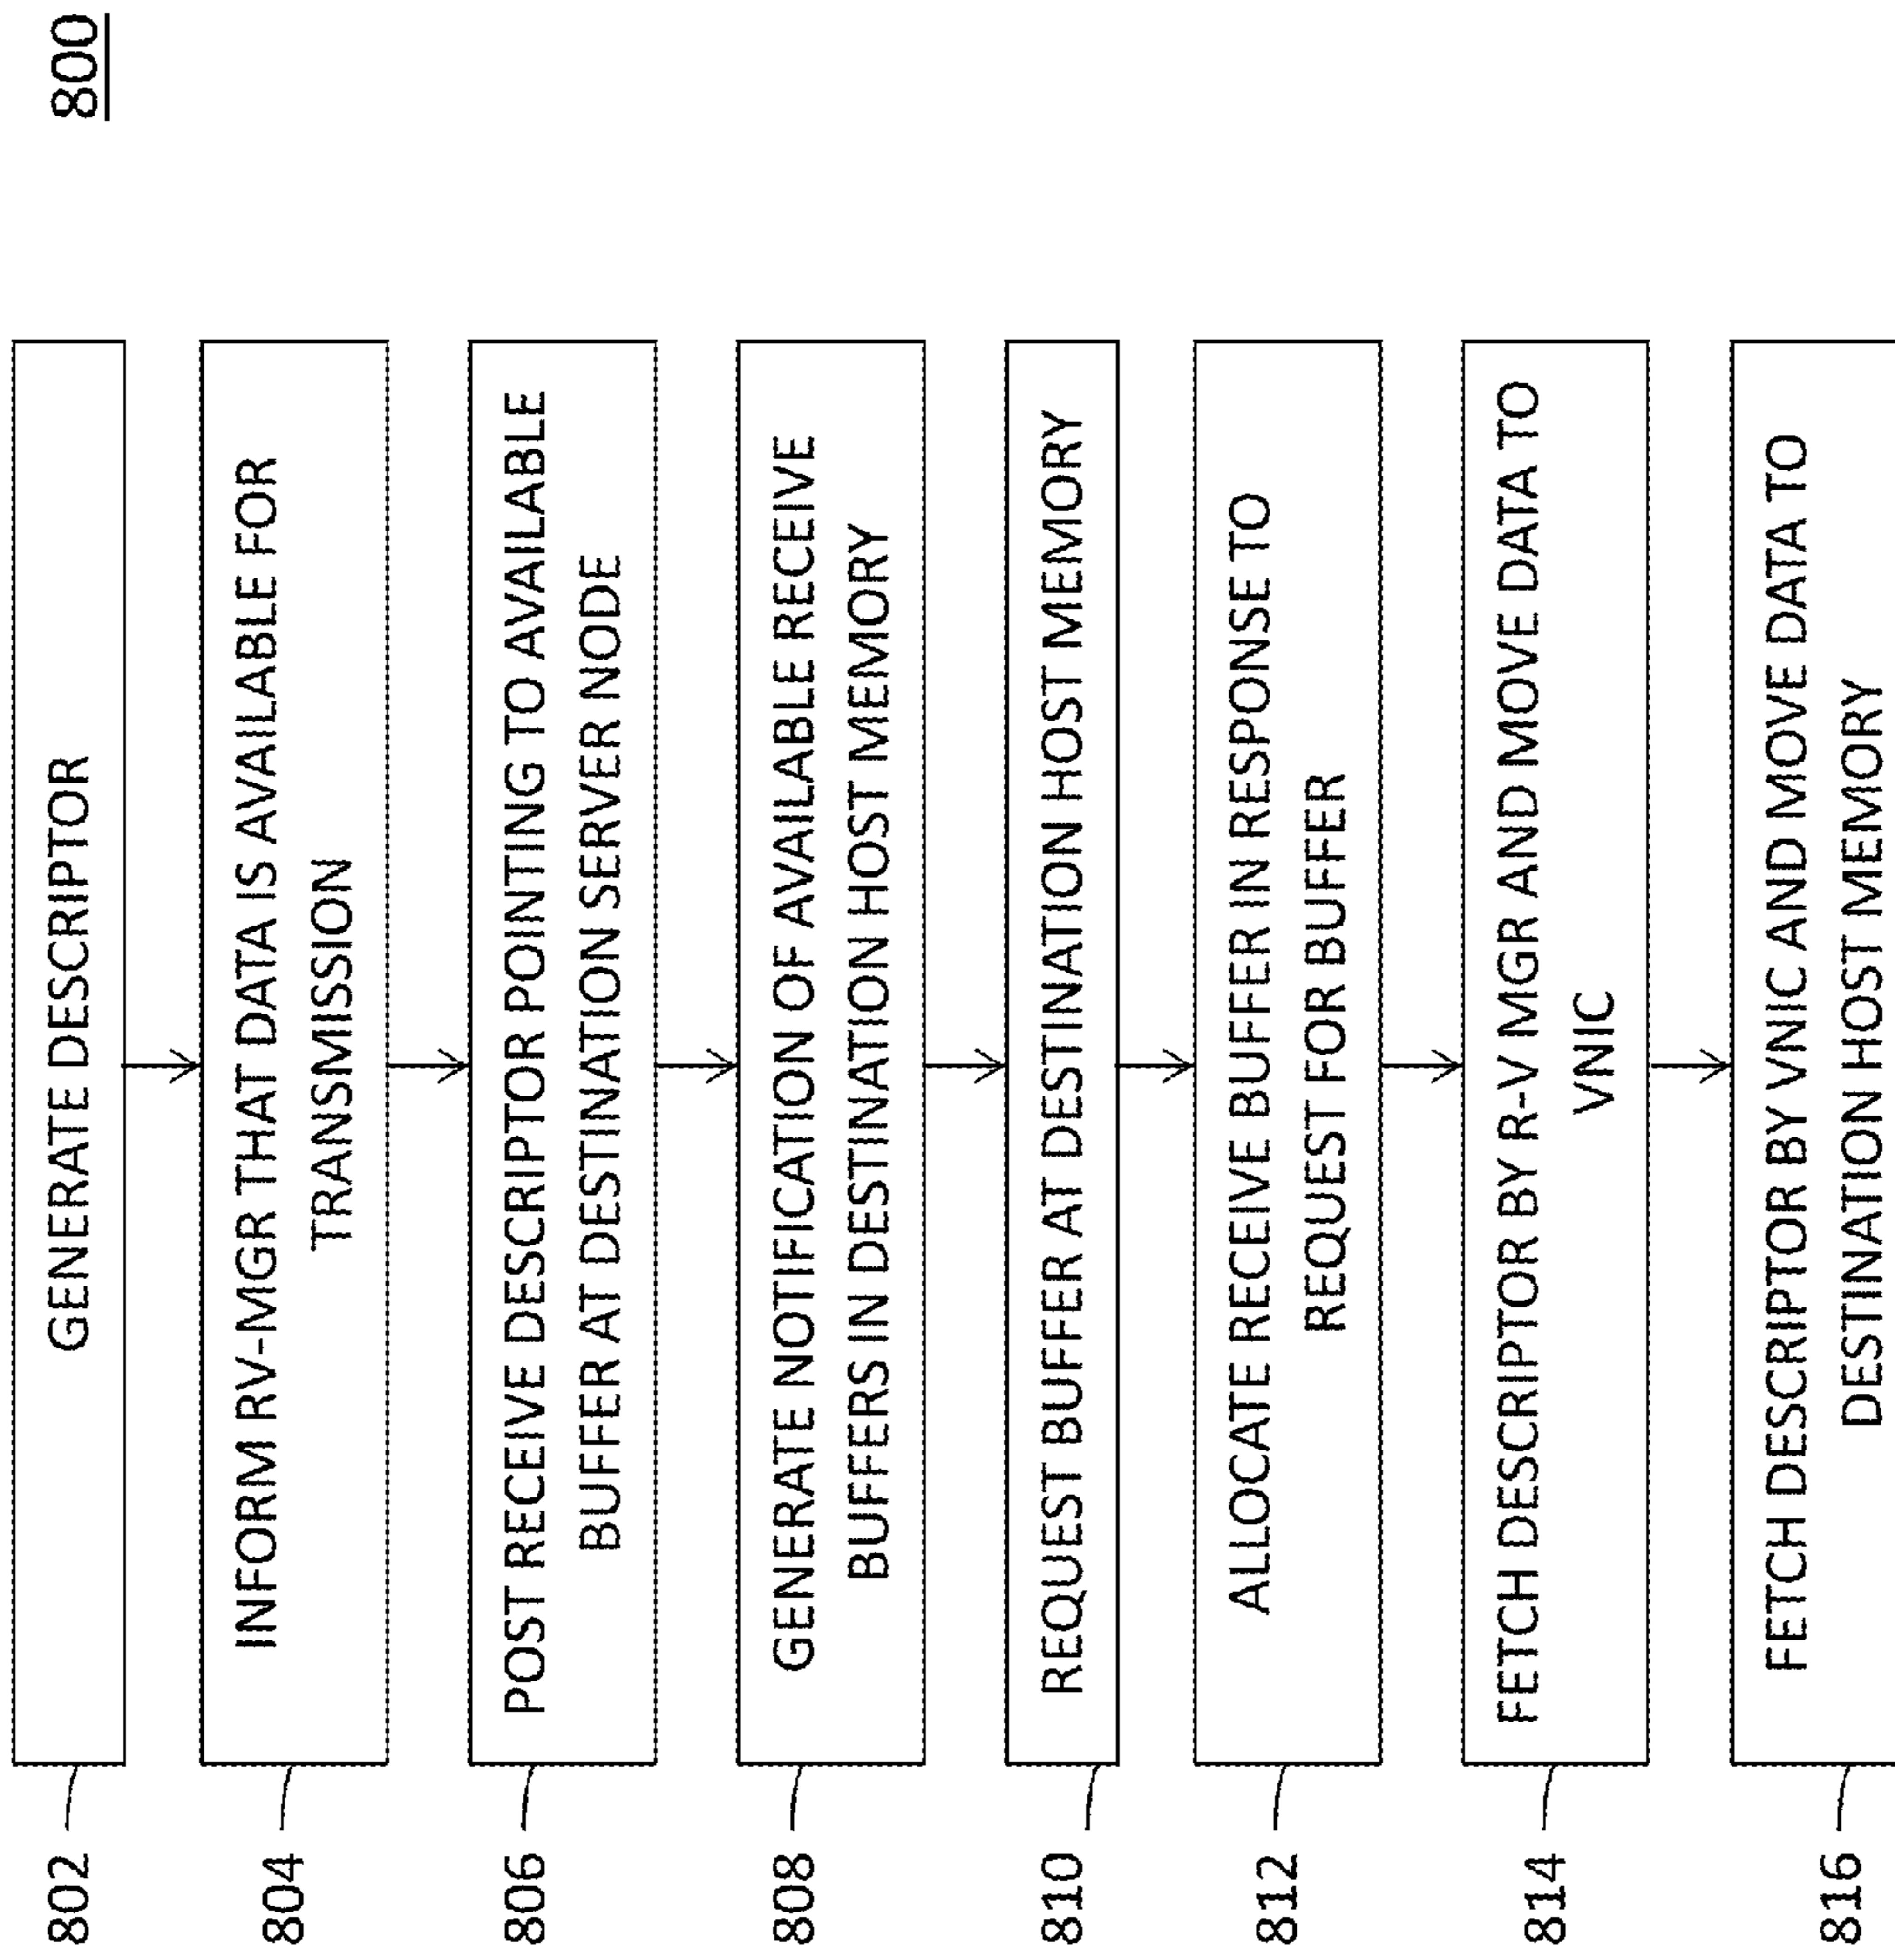 800
802
GENERATE DESCRIPTOR
804
INFORM RV-MGR THAT DATA IS AVAILABLE FOR
TRANSMISSION
806
POST RECEIVE DESCRIPTOR POINTING TO AVAILABLE
BUFFER AT DESTINATION SERVER NODE
808
GENERATE NOTIFICATION OF AVAILABLE RECEIVE
BUFFERS IN DESTINATION HOST MEMORY
810
REQUEST BUFFER AT DESTINATION HOST MEMORY
812
ALLOCATE RECEIVE BUFFER IN RESPONSE TO
REQUEST FOR BUFFER
814
FETCH DESCRIPTOR BY R-V MGR AND MOVE DATA TO
VNIC
816
FETCH DESCRIPTOR BY VNIC AND MOVE DATA TO
DESTINATION HOST MEMORY